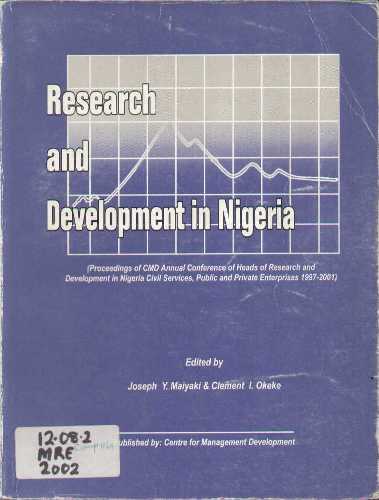 Research
and
Development in Nigeria
(Proceedings of CMD Annual Conference of Heads of Research and
Development in Nigeria Civil Services, Public and Private Enterprises 1997-2001)
Edited by
Joseph Y. Maiyaki & Clement I. Okeke
Published by: Centre for Management Development
12.08.2
MRE
2002